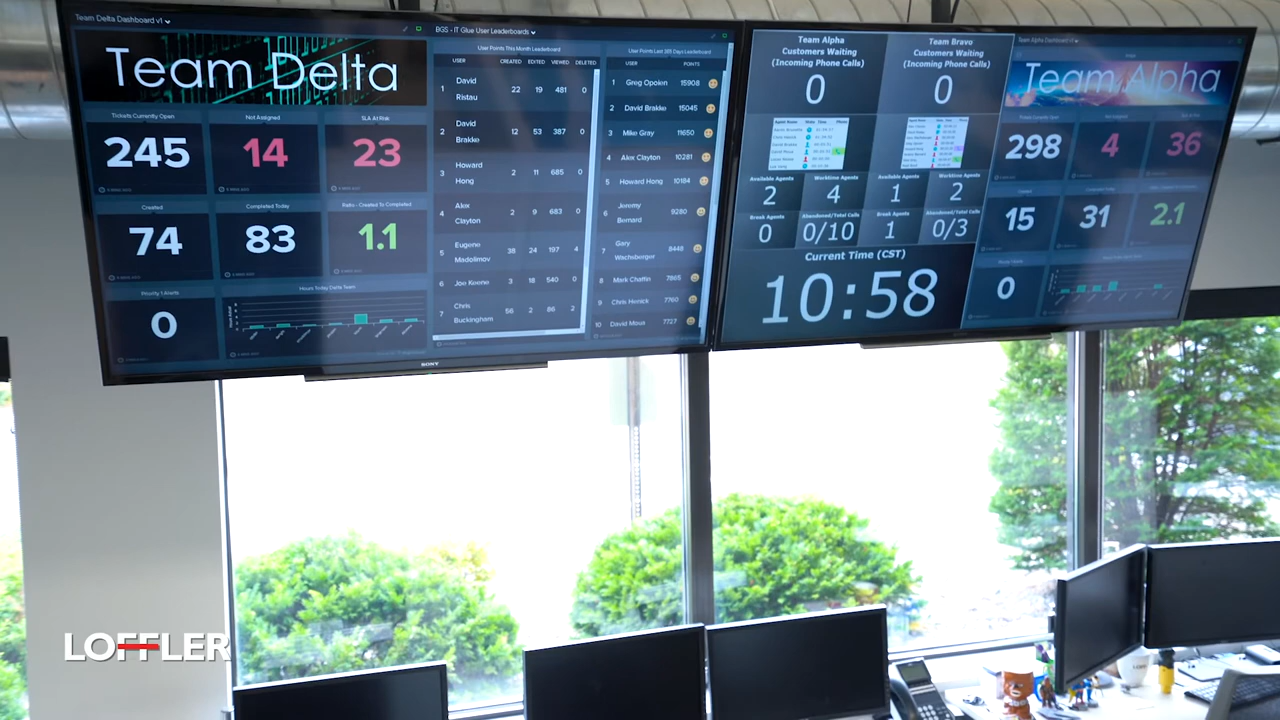 Team Delta Dashboard v1
Team Delta
Tickets Currently Open
Not Assigned
SLA At Risk
245
14
23
Created
Completed Today
Ratio - Created To Completed
74
83
1.1
Priority 1 Alerts
Hours Today Delta Team
0
SONY
BGS - IT Glue User Leaderboards
User Points This Month Leaderboard
USER CREATED EDITED VIEWED DELETED
1 David Ristau 22 19 481 0
2 David Brakke 12 53 387 0
3 Howard Hong 2 11 685 0
4 Alex Clayton 2 9 683 0
5 Eugene Madolimov 38 24 197 4
6 Joe Keene 3 18 540 0
7 Chris Buckingham 56 2 86 2
User Points Last 365 Days Leaderboard
USER POINTS
1 Greg Opoien 15908
2 David Brakke 15045
3 Mike Gray 11650
4 Alex Clayton 10281
5 Howard Hong 10184
6 Jeremy Bernard 9280
7 Gary Wachsberger 8448
8 Mark Chaffin 7865
9 Chris Herrick 7760
10 David Maus 7727
Team Alpha
Customers Waiting
(Incoming Phone Calls)
0
Available Agents
Worktime Agents
2
4
Break Agents
Abandoned/Total Calls
0
0/10
Team Bravo
Customers Waiting
(Incoming Phone Calls)
0
Available Agents
Worktime Agents
1
2
Break Agents
Abandoned/Total Calls
1
0/3
Current Time (CST)
10:58
Team Alpha Dashboard v1
Team Alpha
298
4
36
15
31
2.1
0
LOFFLER